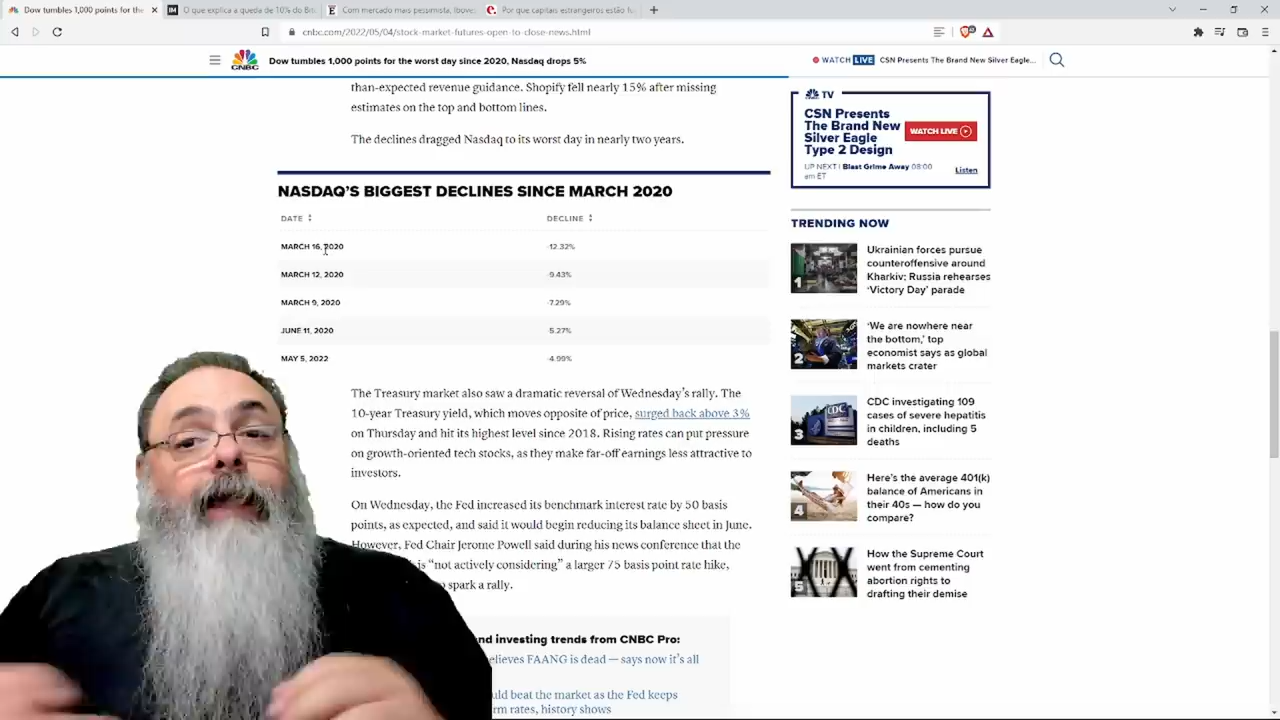 Dow tumbles 1,000 points for the
O que explica a queda de 10% do Bit
Com mercado mais pessimista, Ibove
Por que capitais estrangeiros estão fu
cnbc.com/2022/05/04/stock-market-futures-open-to-close-news.html
CNBC
Dow tumbles 1,000 points for the worst day since 2020, Nasdaq drops 5%
WATCH LIVE CSN Presents The Brand New Silver Eagle...
than-expected revenue guidance. Shopify fell nearly 15% after missing
estimates on the top and bottom lines.
The declines dragged Nasdaq to its worst day in nearly two years.
NASDAQ'S BIGGEST DECLINES SINCE MARCH 2020
DATE DECLINE
MARCH 16, 2020 -12.32%
MARCH 12, 2020 -9.43%
MARCH 9, 2020 -7.29%
JUNE 11, 2020 -5.27%
MAY 5, 2022 -4.99%
The Treasury market also saw a dramatic reversal of Wednesday's rally. The
10-year Treasury yield, which moves opposite of price, surged back above 3%
on Thursday and hit its highest level since 2018. Rising rates can put pressure
on growth-oriented tech stocks, as they make far-off earnings less attractive to
investors.
On Wednesday, the Fed increased its benchmark interest rate by 50 basis
points, as expected, and said it would begin reducing its balance sheet in June.
However, Fed Chair Jerome Powell said during his news conference that the
is "not actively considering" a larger 75 basis point rate hike,
spark a rally.
nd investing trends from CNBC Pro:
elieves FAANG is dead — says now it's all
uld beat the market as the Fed keeps
rm rates, history shows
TV
CSN Presents
The Brand New
Silver Eagle
Type 2 Design
WATCH LIVE
UP NEXT | Blast Grime Away 08:00
am ET
Listen
TRENDING NOW
1
Ukrainian forces pursue
counteroffensive around
Kharkiv; Russia rehearses
'Victory Day' parade
2
'We are nowhere near
the bottom,' top
economist says as global
markets crater
3
CDC
CDC investigating 109
cases of severe hepatitis
in children, including 5
deaths
4
Here's the average 401(k)
balance of Americans in
their 40s — how do you
compare?
5
How the Supreme Court
went from cementing
abortion rights to
drafting their demise